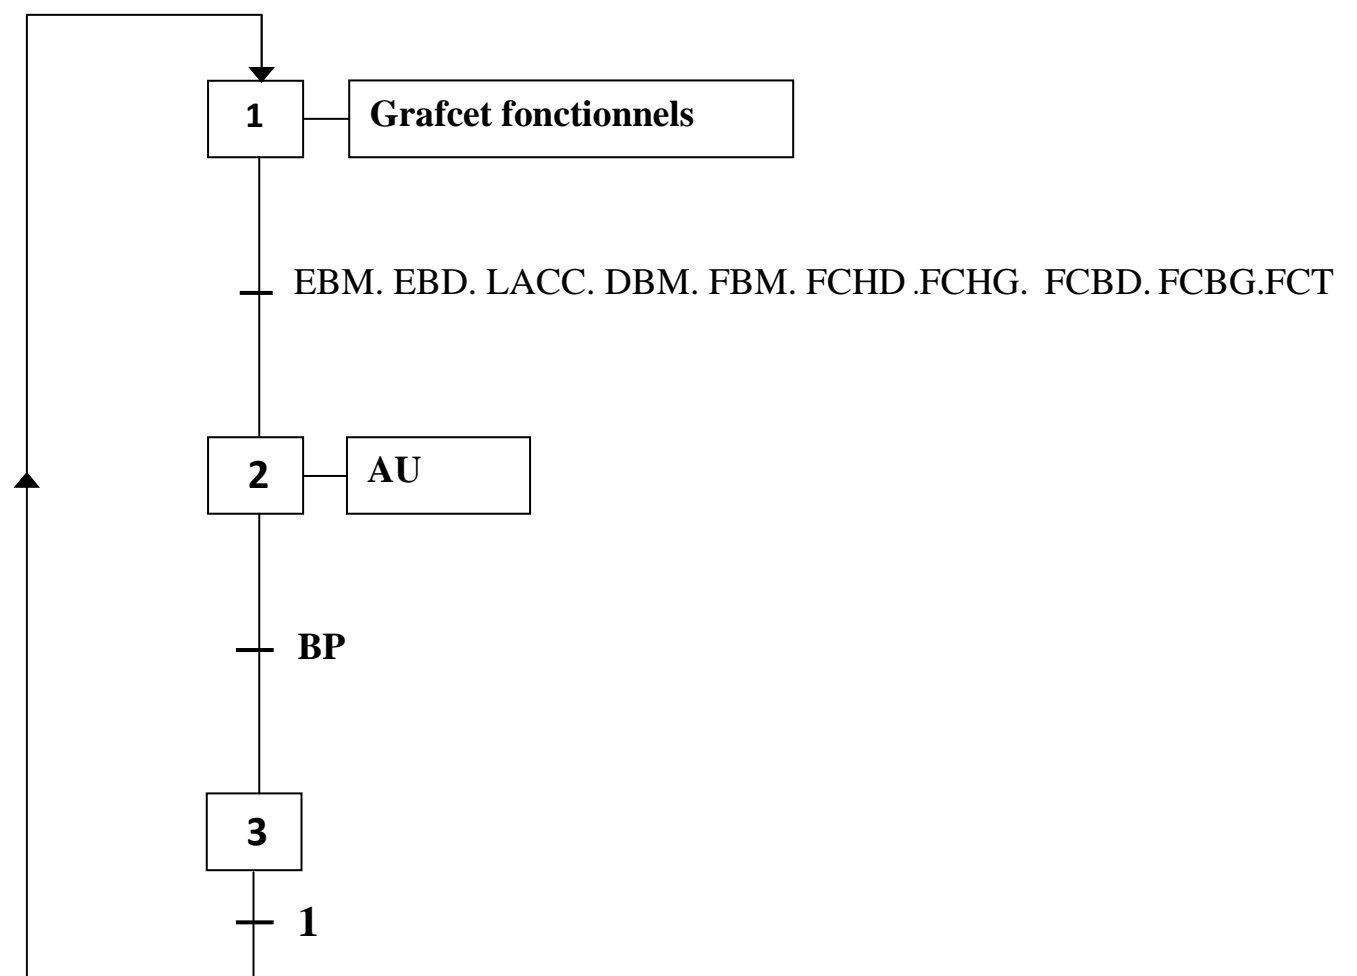 1
Grafcet fonctionnels
EBM. EBD. LACC. DBM. FBM. FCHD .FCHG. FCBD. FCBG.FCT
2
AU
BP
3
1